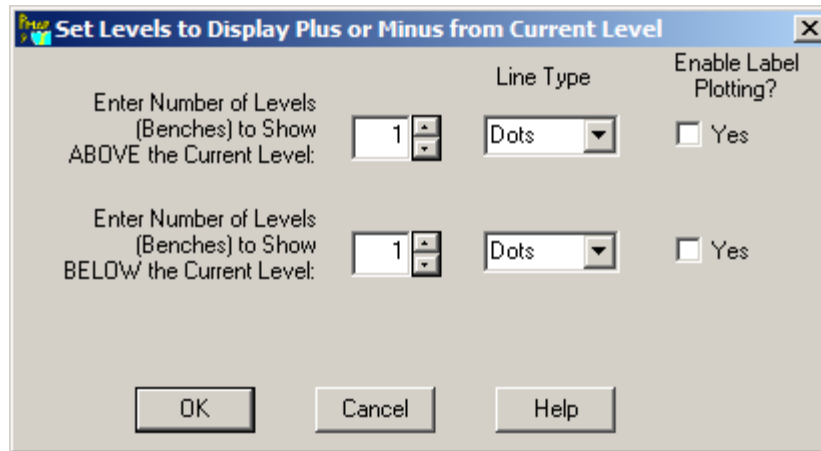 Set Levels to Display Plus or Minus from Current Level
Line Type
Enable Label
Plotting?
Enter Number of Levels
(Benches) to Show
ABOVE the Current Level:
1
Dots
Yes
Enter Number of Levels
(Benches) to Show
BELOW the Current Level:
1
Dots
Yes
OK
Cancel
Help